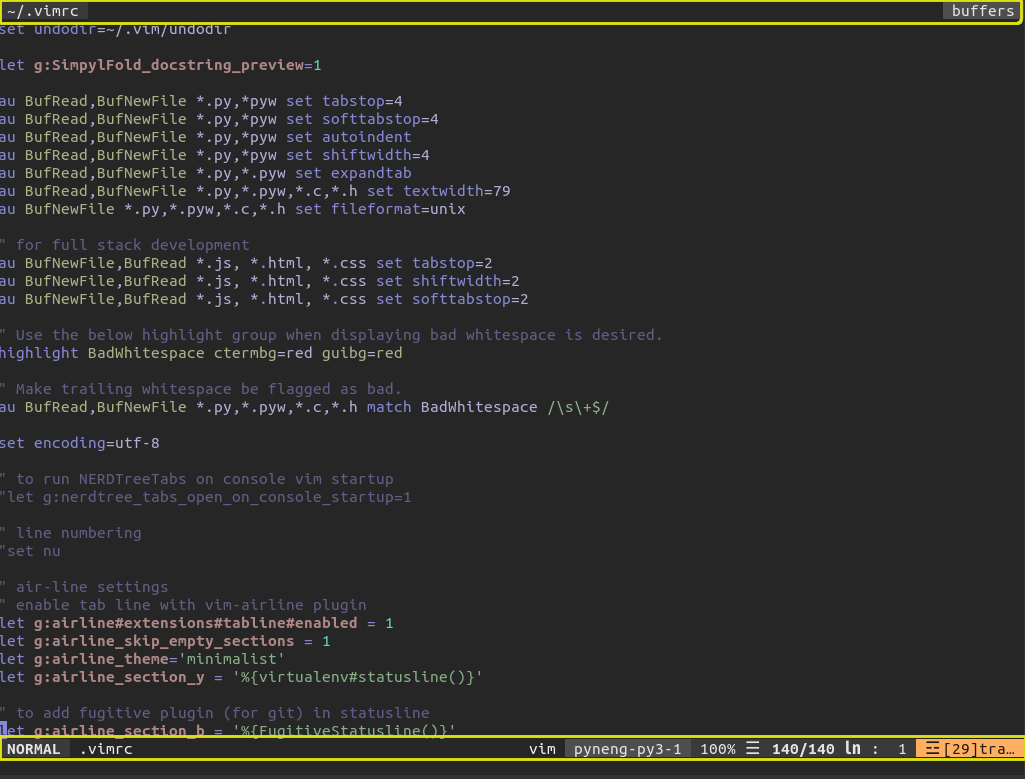 ~/.vimrc buffers
set undodir=~/.vim/undodir
let g:SimpylFold_docstring_preview=1
au BufRead,BufNewFile *.py,*pyw set tabstop=4
au BufRead,BufNewFile *.py,*pyw set softtabstop=4
au BufRead,BufNewFile *.py,*pyw set autoindent
au BufRead,BufNewFile *.py,*pyw set shiftwidth=4
au BufRead,BufNewFile *.py,*.pyw set expandtab
au BufRead,BufNewFile *.py,*.pyw,*.c,*.h set textwidth=79
au BufNewFile *.py,*.pyw,*.c,*.h set fileformat=unix
" for full stack development
au BufNewFile,BufRead *.js, *.html, *.css set tabstop=2
au BufNewFile,BufRead *.js, *.html, *.css set shiftwidth=2
au BufNewFile,BufRead *.js, *.html, *.css set softtabstop=2
" Use the below highlight group when displaying bad whitespace is desired.
highlight BadWhitespace ctermbg=red guibg=red
" Make trailing whitespace be flagged as bad.
au BufRead,BufNewFile *.py,*.pyw,*.c,*.h match BadWhitespace /\s\+$/
set encoding=utf-8
" to run NERDTreeTabs on console vim startup
"let g:nerdtree_tabs_open_on_console_startup=1
" line numbering
"set nu
" air-line settings
" enable tab line with vim-airline plugin
let g:airline#extensions#tabline#enabled = 1
let g:airline_skip_empty_sections = 1
let g:airline_theme='minimalist'
let g:airline_section_y = '%{virtualenv#statusline()}'
" to add fugitive plugin (for git) in statusline
let g:airline_section_b = '%{FugitiveStatusline()}'
NORMAL .vimrc vim pyneng-py3-1 100% ☰ 140/140 ln : 1 ☲[29]tra…